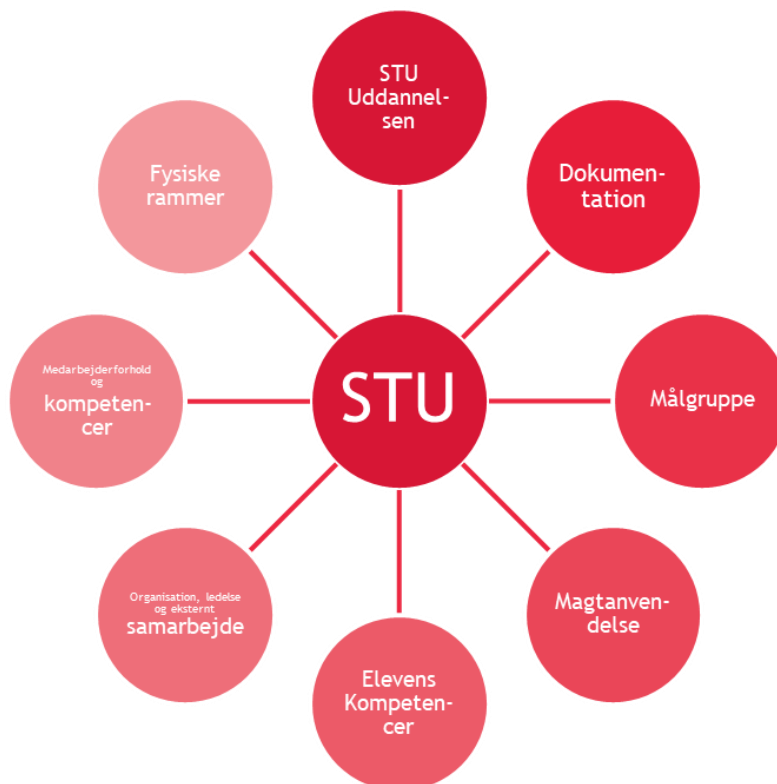 STU
Uddannel-
sen
Dokumen-
tation
Målgruppe
Magtanven-
delse
Elevens
Kompeten-
cer
Organisation, ledelse
og eksternt
samarbejde
Medarbejderforhold
og
kompeten-
cer
Fysiske
rammer
STU